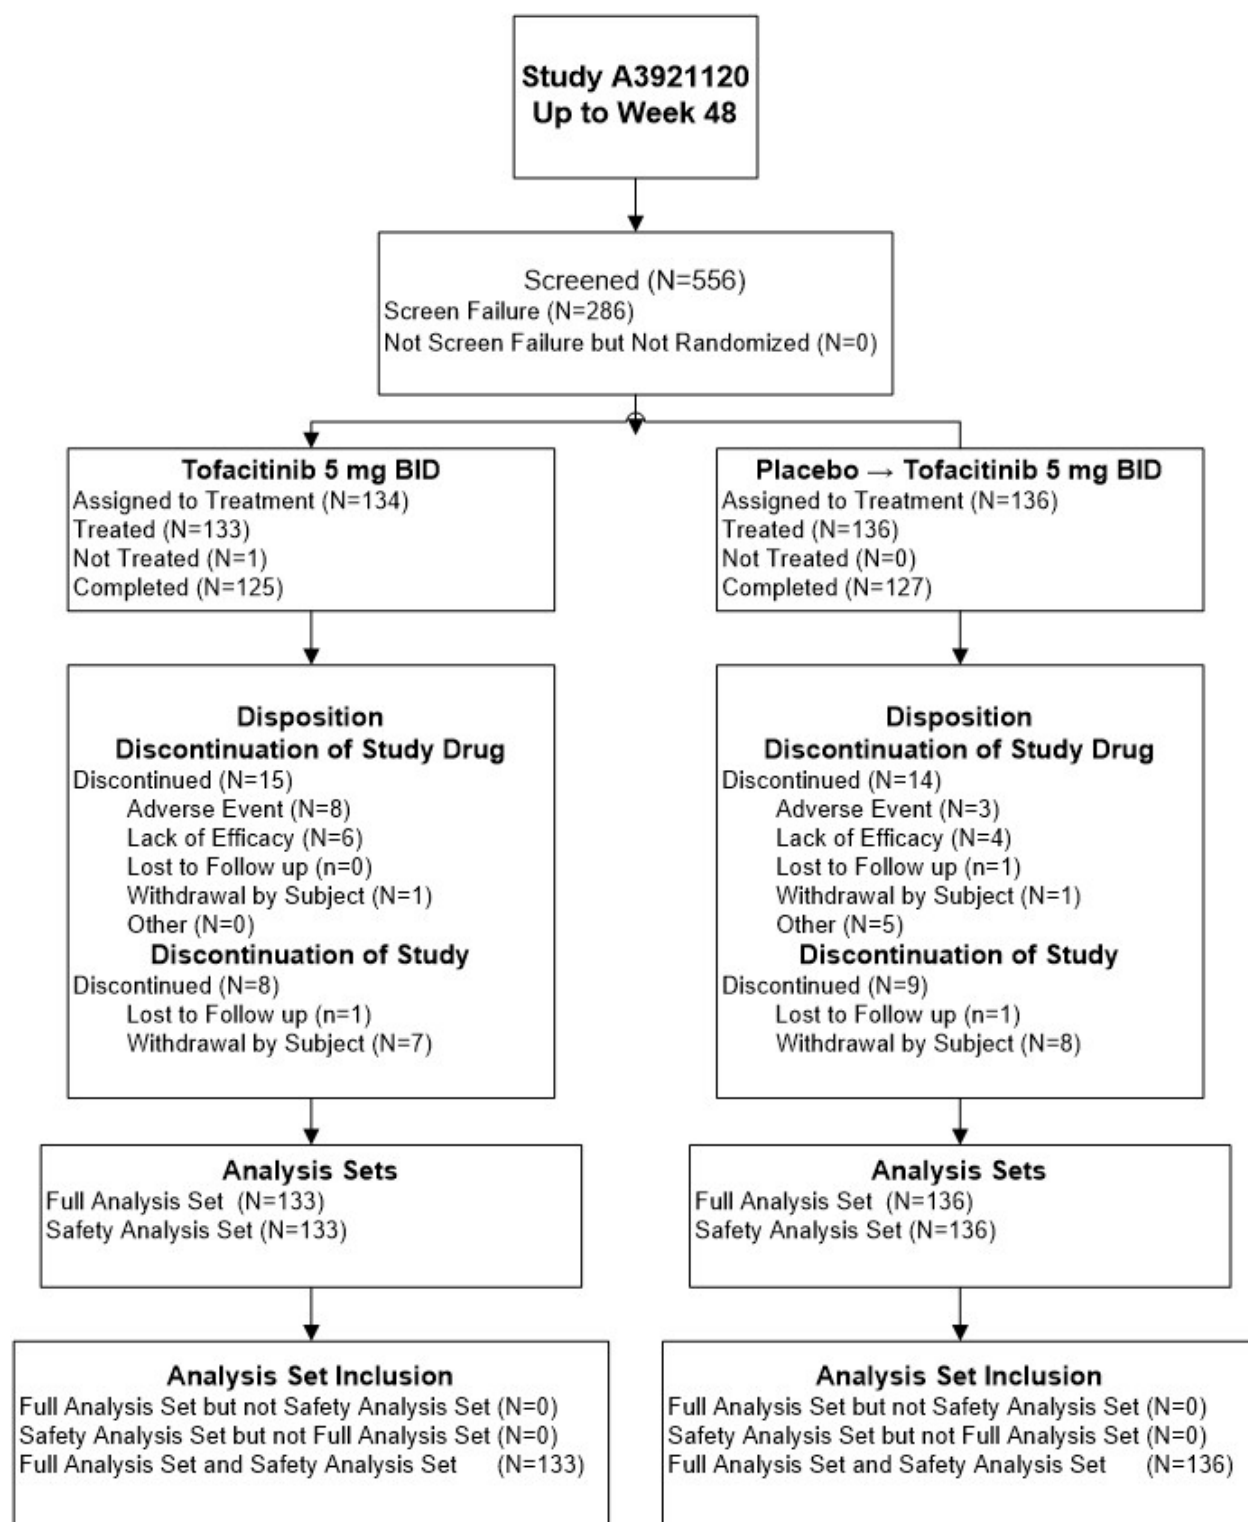 Study A3921120
Up to Week 48
Screened (N=556)
Screen Failure (N=286)
Not Screen Failure but Not Randomized (N=0)
Tofacitinib 5 mg BID
Assigned to Treatment (N=134)
Treated (N=133)
Not Treated (N=1)
Completed (N=125)
Placebo → Tofacitinib 5 mg BID
Assigned to Treatment (N=136)
Treated (N=136)
Not Treated (N=0)
Completed (N=127)
Disposition
Discontinuation of Study Drug
Discontinued (N=15)
Adverse Event (N=8)
Lack of Efficacy (N=6)
Lost to Follow up (n=0)
Withdrawal by Subject (N=1)
Other (N=0)
Discontinuation of Study
Discontinued (N=8)
Lost to Follow up (n=1)
Withdrawal by Subject (N=7)
Disposition
Discontinuation of Study Drug
Discontinued (N=14)
Adverse Event (N=3)
Lack of Efficacy (N=4)
Lost to Follow up (n=1)
Withdrawal by Subject (N=1)
Other (N=5)
Discontinuation of Study
Discontinued (N=9)
Lost to Follow up (n=1)
Withdrawal by Subject (N=8)
Analysis Sets
Full Analysis Set (N=133)
Safety Analysis Set (N=133)
Analysis Sets
Full Analysis Set (N=136)
Safety Analysis Set (N=136)
Analysis Set Inclusion
Full Analysis Set but not Safety Analysis Set (N=0)
Safety Analysis Set but not Full Analysis Set (N=0)
Full Analysis Set and Safety Analysis Set (N=133)
Analysis Set Inclusion
Full Analysis Set but not Safety Analysis Set (N=0)
Safety Analysis Set but not Full Analysis Set (N=0)
Full Analysis Set and Safety Analysis Set (N=136)